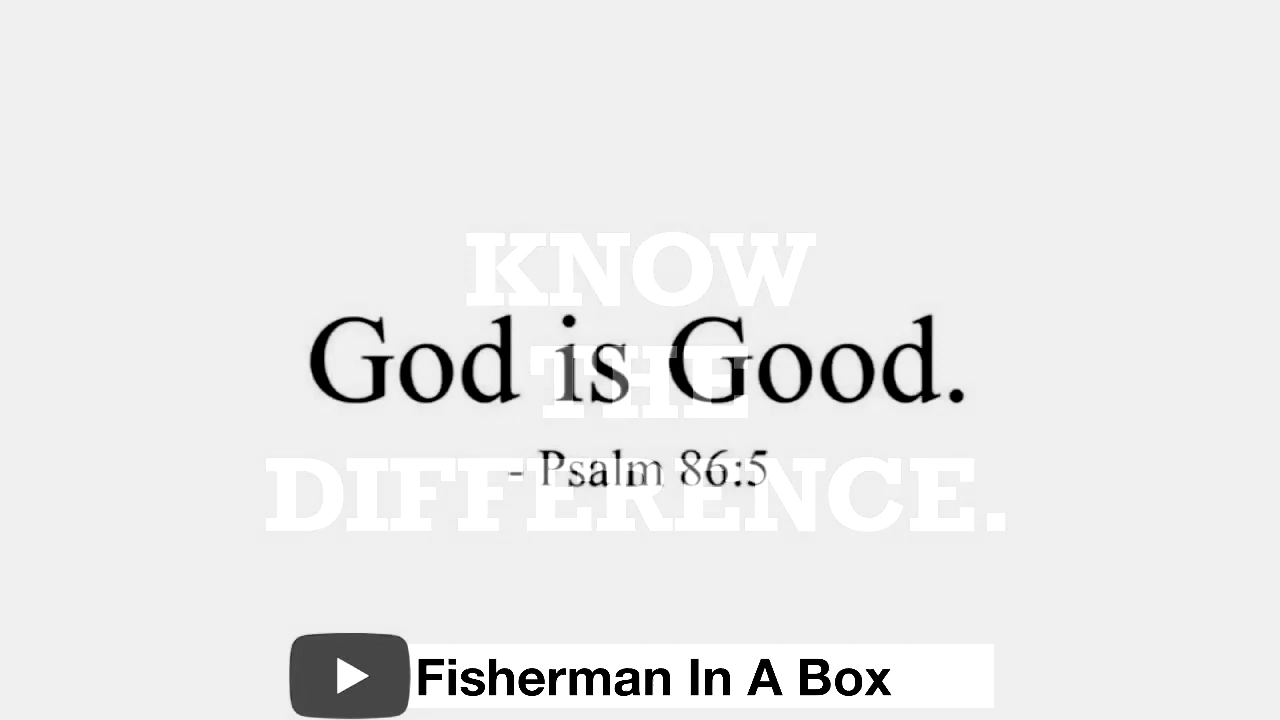 KNOW
God is Good.
THE
- Psalm 86:5
DIFFERENCE.
Fisherman In A Box